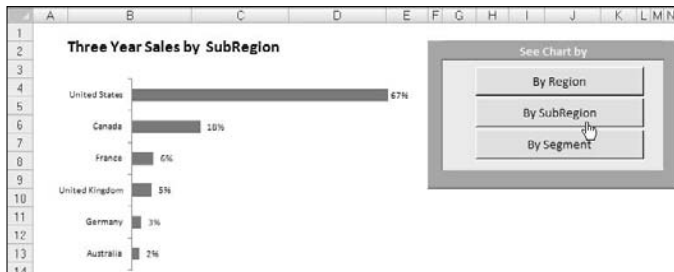 A B C D E F G H I J K L M N
1
2
3
4
5
6
7
8
9
10
11
12
13
14
Three Year Sales by SubRegion
United States 67%
Canada 18%
France 6%
United Kingdom 5%
Germany 3%
Australia 2%
See Chart by
By Region
By SubRegion
By Segment